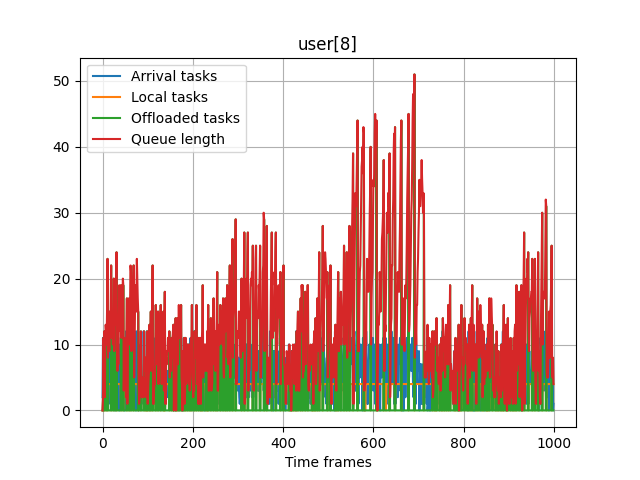 user[8]
Arrival tasks
Local tasks
Offloaded tasks
Queue length
50
40
30
20
10
0
0 200 400 600 800 1000
Time frames